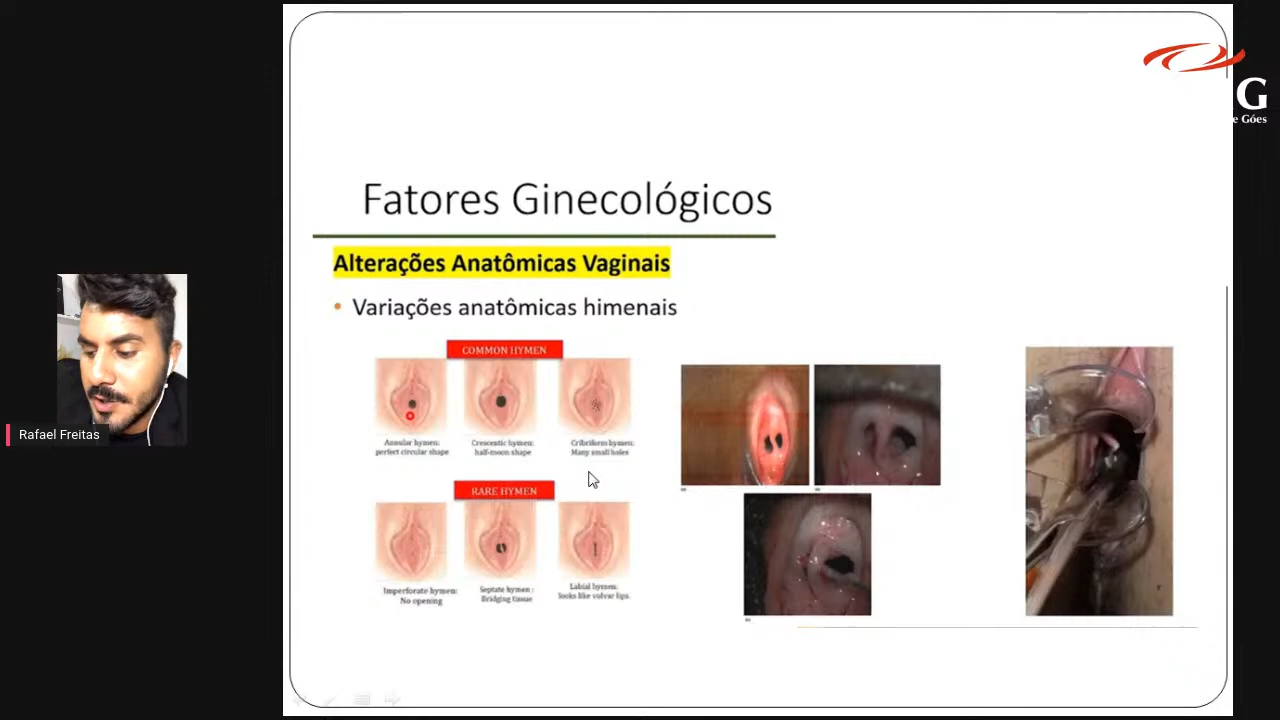 G
e Góes
Fatores Ginecológicos
Alterações Anatômicas Vaginais
• Variações anatômicas himenais
COMMON HYMEN
Annular hymen:
perfect circular shape
Crescentic hymen:
half-moon shape
Cribriform hymen:
Many small holes
RARE HYMEN
Imperforate hymen:
No opening
Septate hymen :
Bridging tissue
Labial hymen:
looks like vulvar lips.
Rafael Freitas